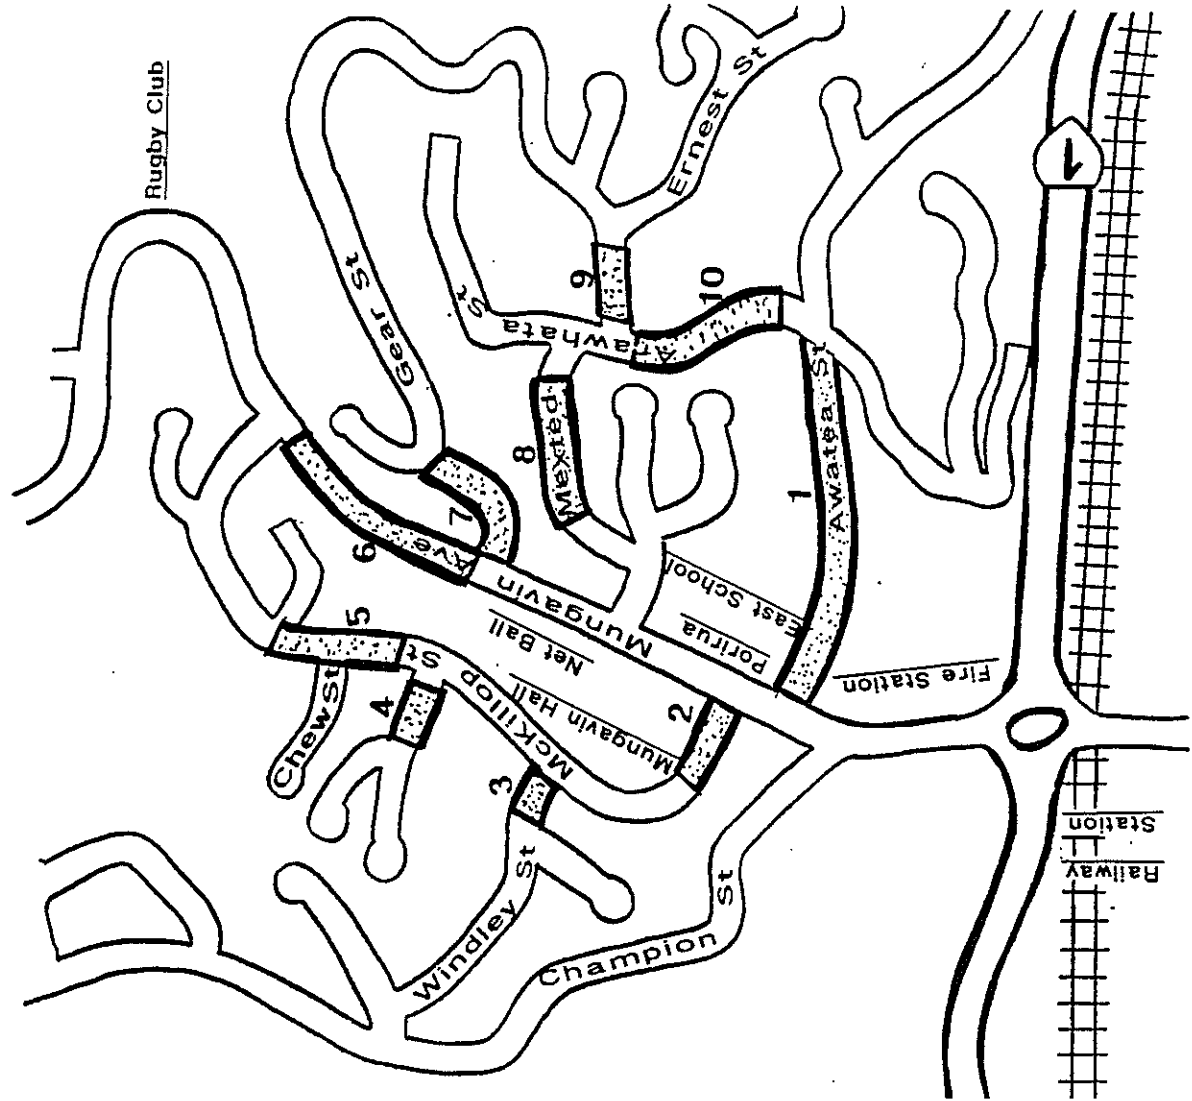 Rugby Club
Ernest St
1
Gear St
9
10
Arawhata St
8
Mexted
Awatea St
1
7
6
Mungavin Ave
5
East School
Porirua
Net Ball
McKillop St
Mungavin Hall
Fire Station
4
2
3
Chew St
Windley St
Champion St
Station
Railway